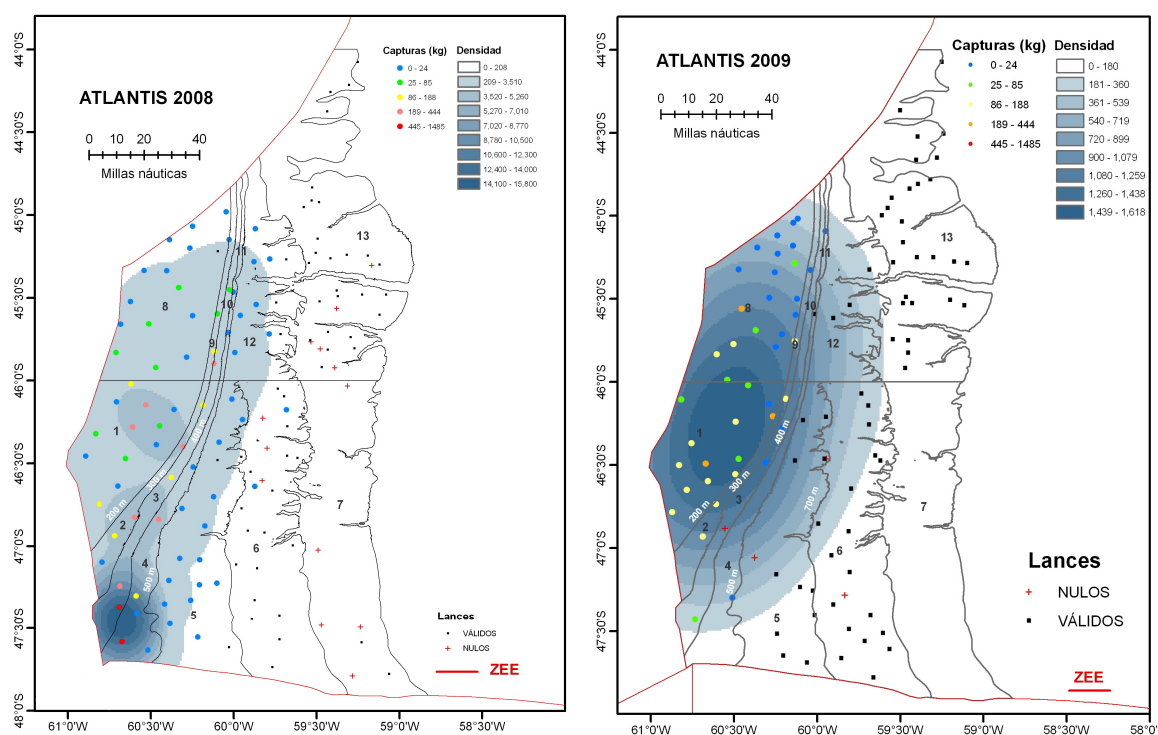 ATLANTIS 2008
0 10 20 40
Millas náuticas
Capturas (kg)
0 - 24
25 - 85
86 - 188
189 - 444
445 - 1485
Densidad
0 - 208
209 - 3,510
3,520 - 5,260
5,270 - 7,010
7,020 - 8,770
8,780 - 10,500
10,600 - 12,300
12,400 - 14,000
14,100 - 15,800
44°0'S
44°30'S
45°0'S
45°30'S
46°0'S
46°30'S
47°0'S
47°30'S
48°0'S
13
11
8
10
9
12
1
400 m
300 m
3
200 m
2
7
6
4
500 m
5
Lances
VÁLIDOS
NULOS
ZEE
61°0'W
60°30'W
60°0'W
59°30'W
59°0'W
58°30'W
ATLANTIS 2009
0 10 20 40
Millas náuticas
Capturas (kg)
0 - 24
25 - 85
86 - 188
189 - 444
445 - 1485
Densidad
0 - 180
181 - 360
361 - 539
540 - 719
720 - 899
900 - 1,079
1,080 - 1,259
1,260 - 1,438
1,439 - 1,618
44°0'S
44°30'S
45°0'S
45°30'S
46°0'S
46°30'S
47°0'S
47°30'S
13
11
8
10
9
12
1
400 m
300 m
3
700 m
200 m
2
7
6
4
500 m
5
Lances
NULOS
VÁLIDOS
ZEE
61°0'W
60°30'W
60°0'W
59°30'W
59°0'W
58°30'W
58°0'